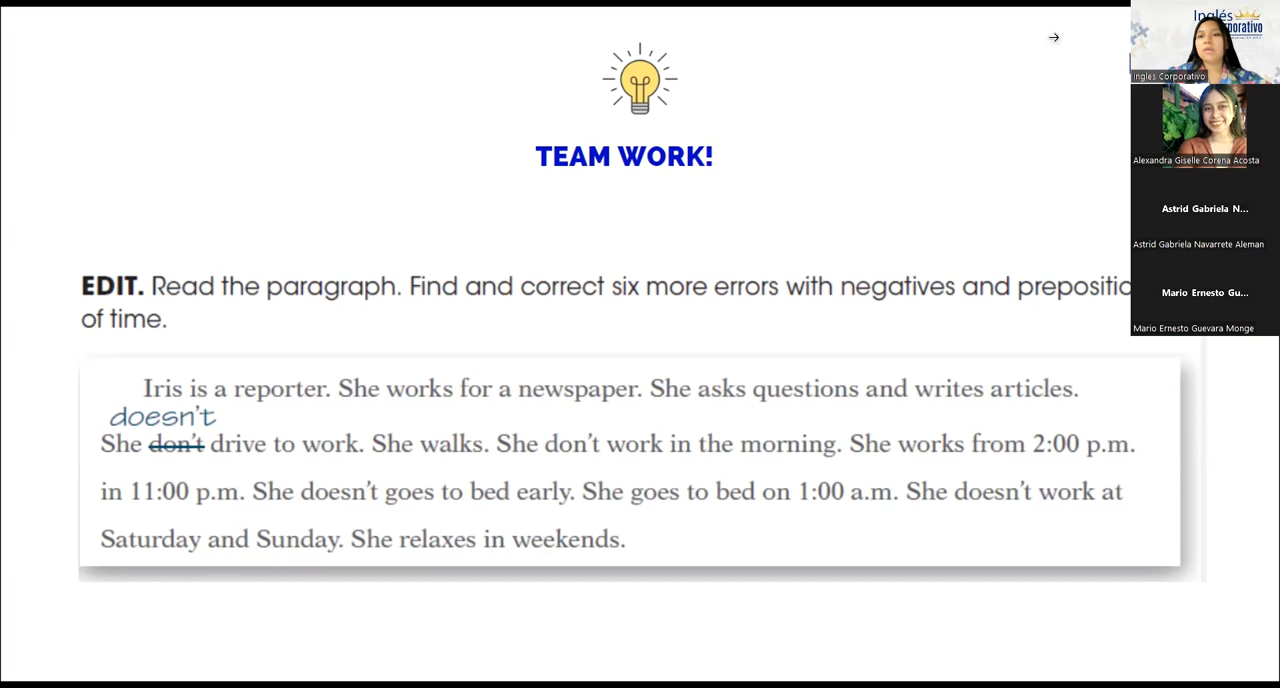 TEAM WORK!
EDIT. Read the paragraph. Find and correct six more errors with negatives and
of time.
Iris is a reporter. She works for a newspaper. She asks questions and writes articles.
doesn't
She don't drive to work. She walks. She don't work in the morning. She works from 2:00 p.m.
in 11:00 p.m. She doesn't goes to bed early. She goes to bed on 1:00 a.m. She doesn't work at
Saturday and Sunday. She relaxes in weekends.
Inglés
Ingles Corporativo
Alexandra Giselle Corena Acosta
Astrid Gabriela N...
Astrid Gabriela Navarrete Aleman
Mario Ernesto Gu...
Mario Ernesto Guevara Monge